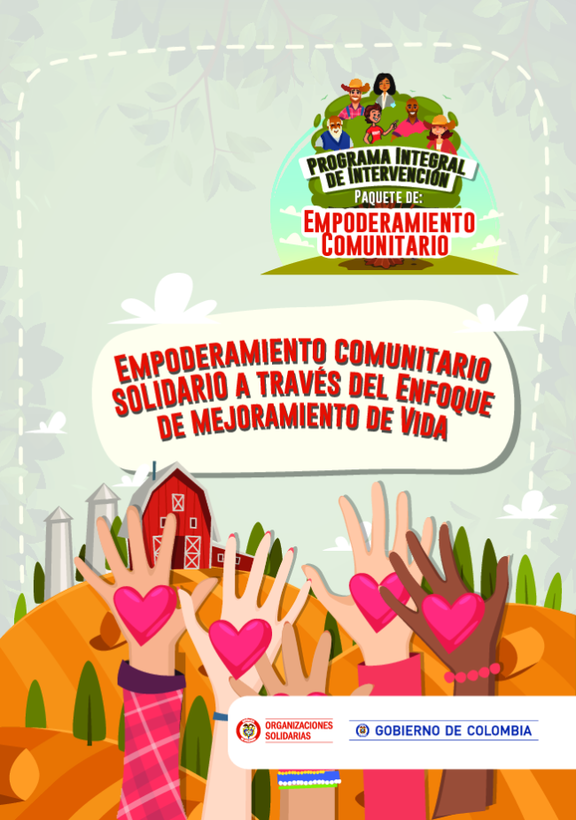 Programa Integral
de Intervención
Paquete de:
Empoderamiento
Comunitario
Empoderamiento comunitario
solidario a través del Enfoque
de mejoramiento de Vida
ORGANIZACIONES
SOLIDARIAS
GOBIERNO DE COLOMBIA